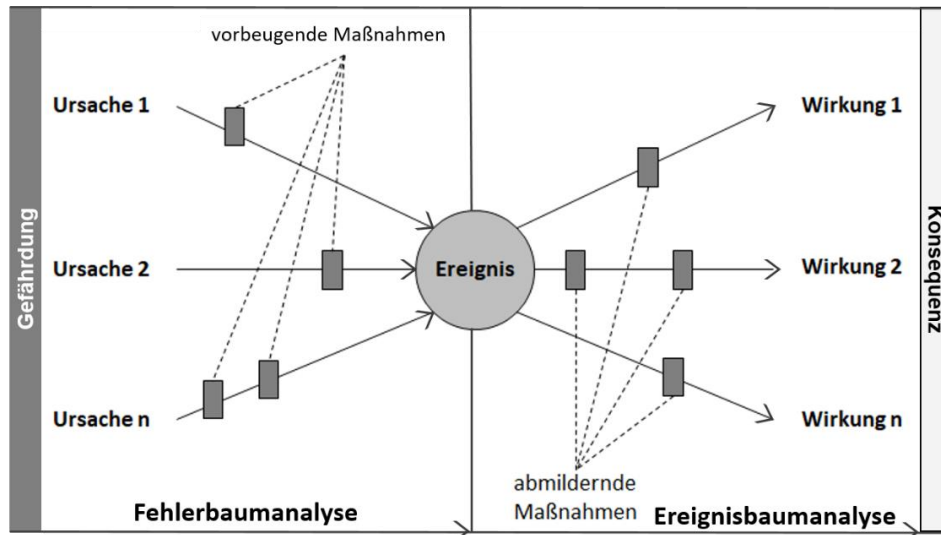 vorbeugende Maßnahmen
Ursache 1
Wirkung 1
Gefährdung
Ursache 2
Ereignis
Wirkung 2
Konsequenz
Ursache n
Wirkung n
abmildernde
Maßnahmen
Fehlerbaumanalyse
Ereignisbaumanalyse